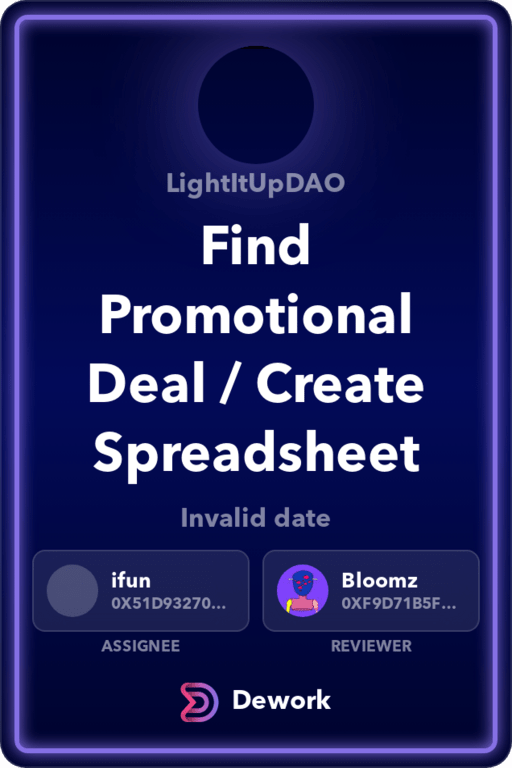 LightItUpDAO
Find
Promotional
Deal / Create
Spreadsheet
Invalid date
ifun
0X51D93270...
ASSIGNEE
Bloomz
0XF9D71B5F...
REVIEWER
Dework